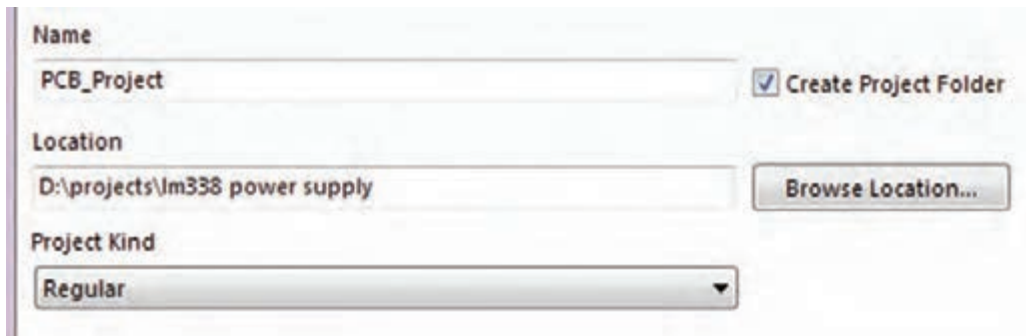 Name
PCB_Project
Create Project Folder
Location
D:\projects\lm338 power supply
Browse Location...
Project Kind
Regular